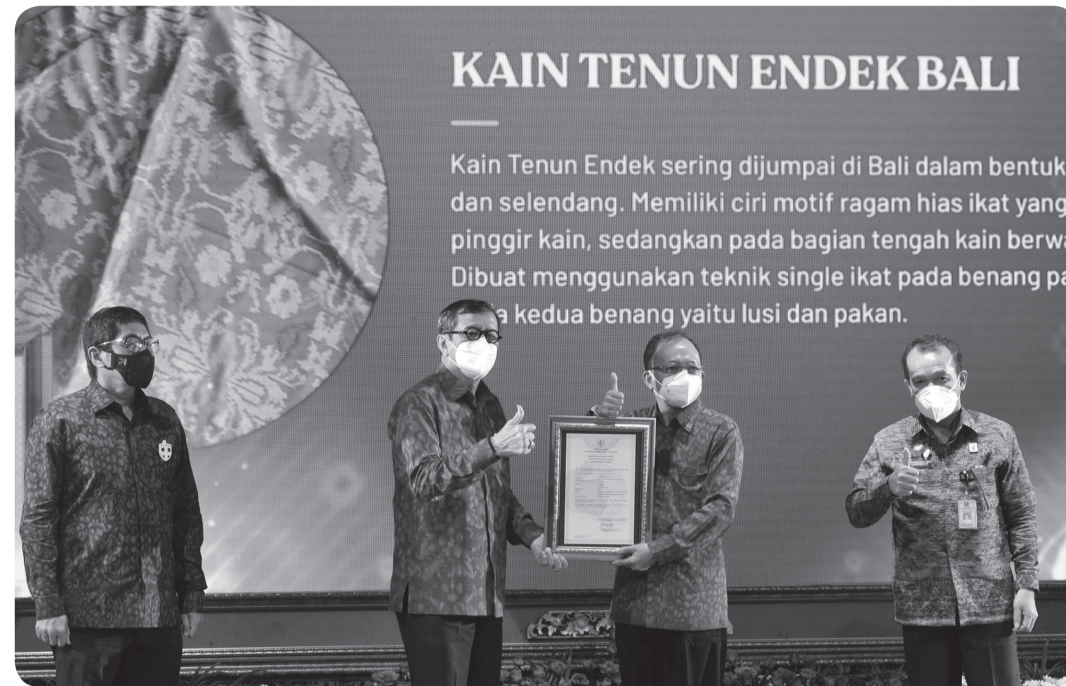 KAIN TENUN ENDEK BALI
Kain Tenun Endek sering dijumpai di Bali dalam bentuk
dan selendang. Memiliki ciri motif ragam hias ikat yang
pinggir kain, sedangkan pada bagian tengah kain
Dibuat menggunakan teknik single ikat pada benang
kedua benang yaitu lusi dan pakan.